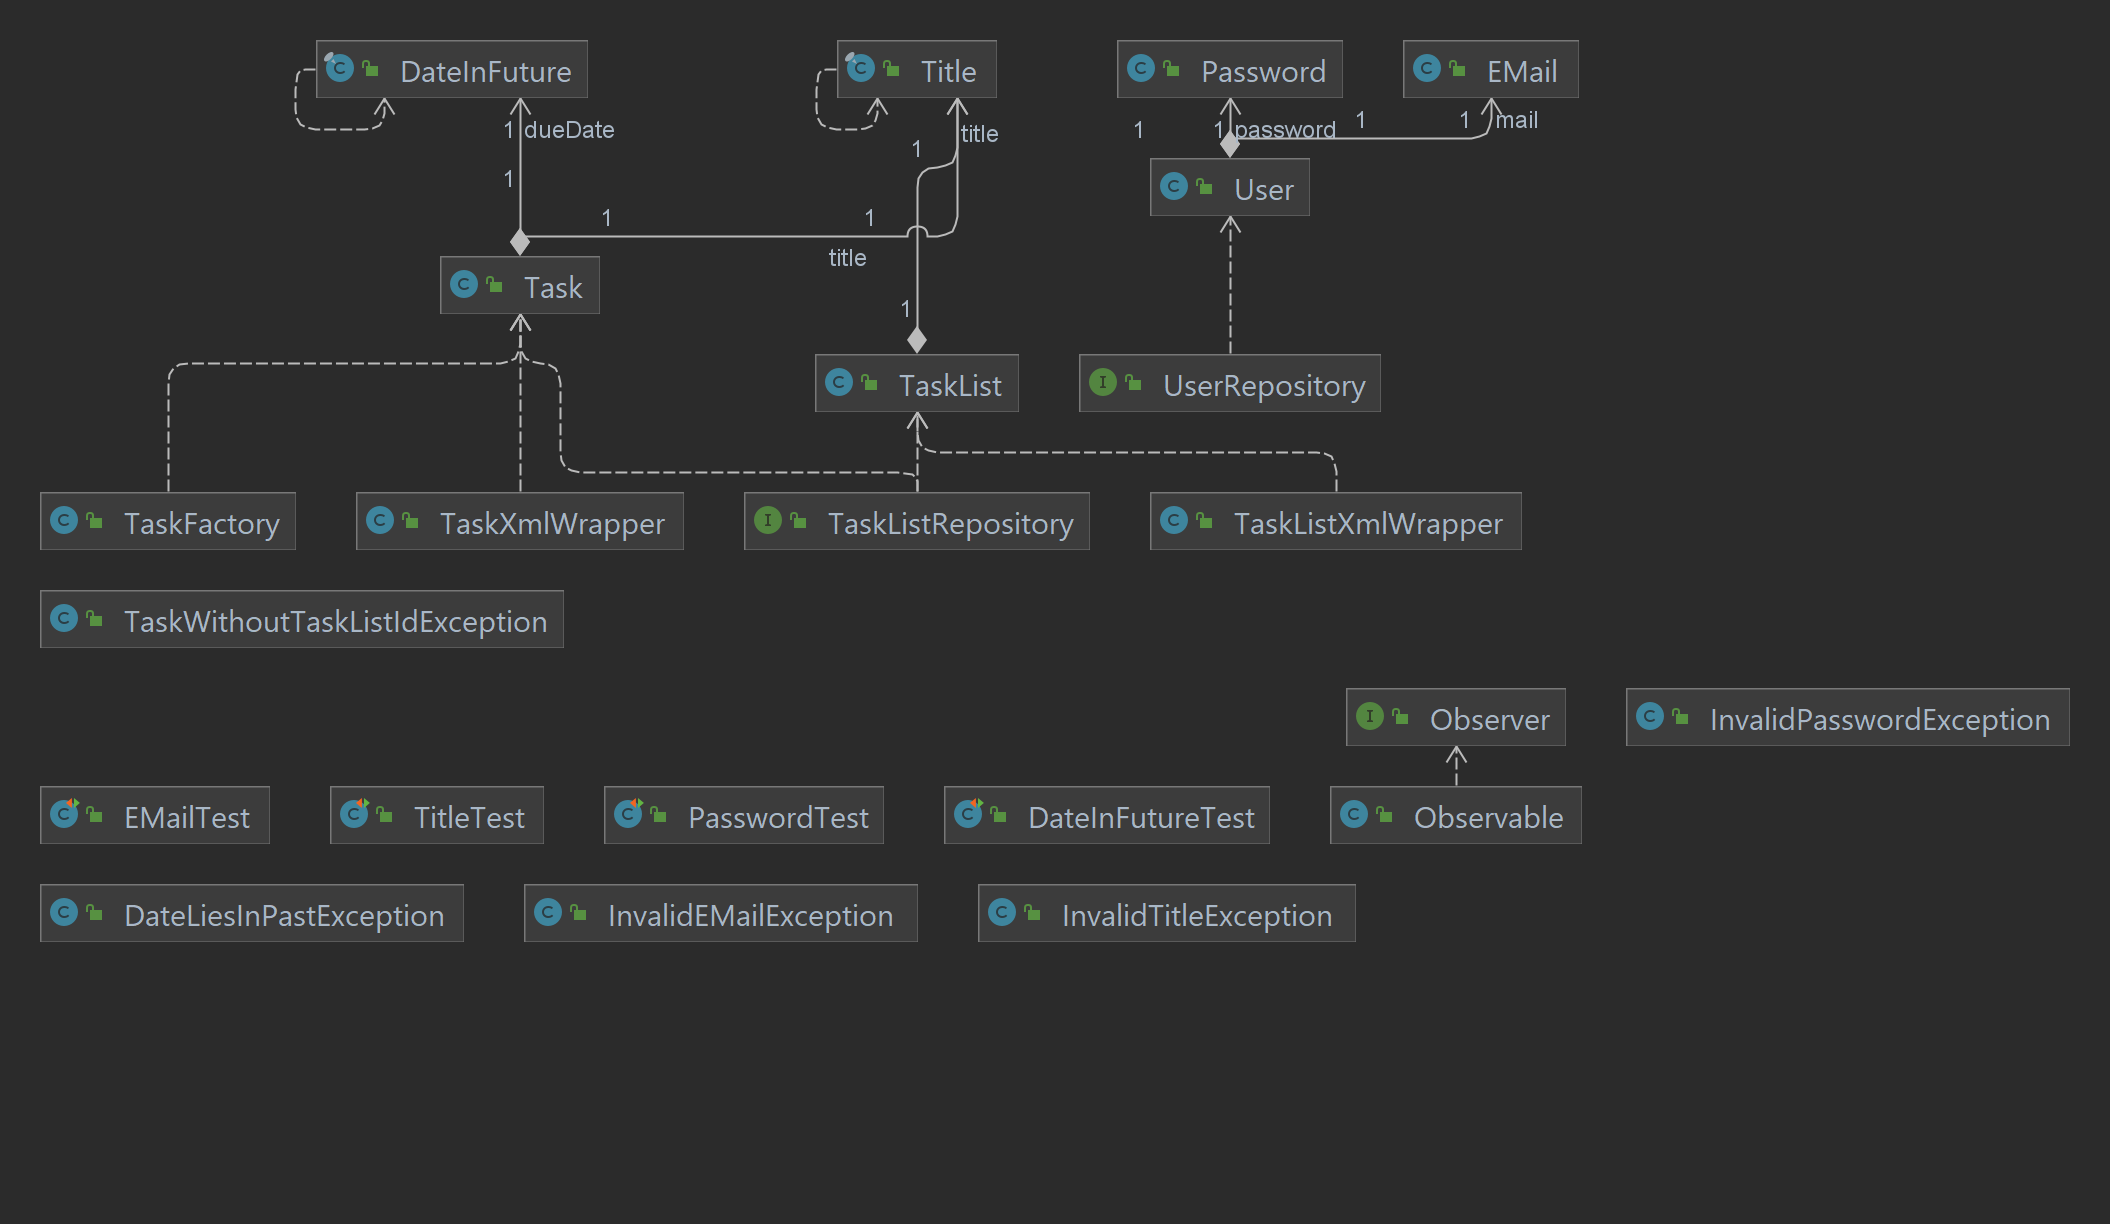 DateInFuture
Title
Password
EMail
1 dueDate
title
1
1 password
1
1 mail
1
1
User
1
1
title
Task
1
TaskList
UserRepository
TaskFactory
TaskXmlWrapper
TaskListRepository
TaskListXmlWrapper
TaskWithoutTaskListIdException
Observer
InvalidPasswordException
EMailTest
TitleTest
PasswordTest
DateInFutureTest
Observable
DateLiesInPastException
InvalidEMailException
InvalidTitleException